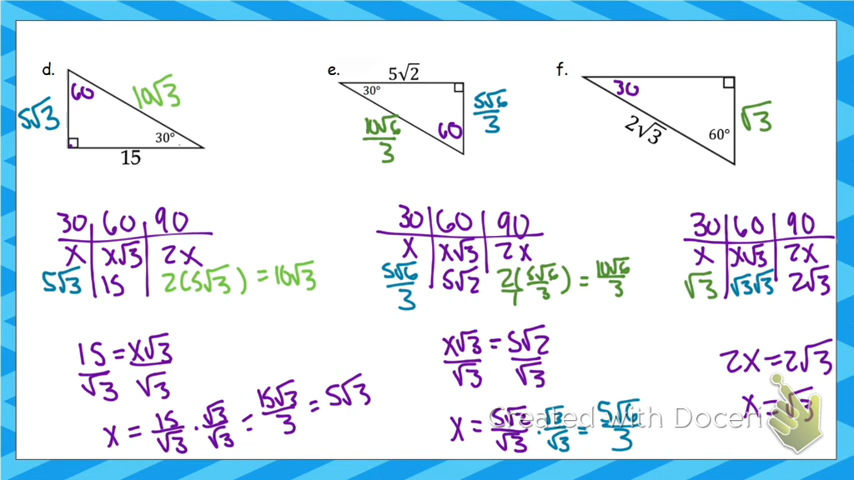 d.
60
10√3
5√3
30°
15
30 60 90
x x√3 2x
5√3 15 2(5√3) = 10√3
15 = x√3
√3 √3
x = 15/√3 · √3/√3 = 15√3/3 = 5√3
e.
5√2
30°
5√6/3
10√6/3
60
30 60 90
x x√3 2x
5√6/3 5√2 2/1(5√6/3) = 10√6/3
x√3 = 5√2
√3 √3
x = 5√2/√3 · √3/√3 = 5√6/3
f.
30
2√3
60°
√3
30 60 90
x x√3 2x
√3 √3√3 2√3
2x = 2√3
x = √3
Created with Doceri